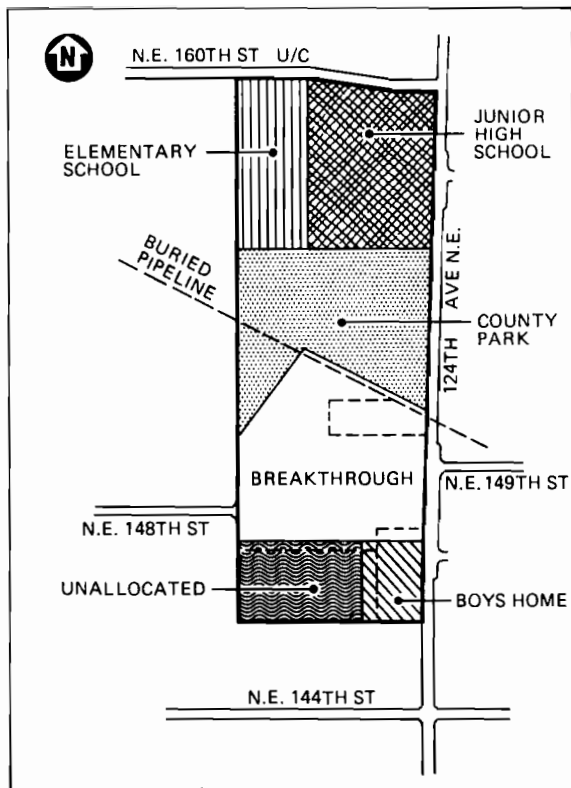 N
N.E. 160TH ST U/C
ELEMENTARY
SCHOOL
JUNIOR
HIGH
SCHOOL
BURIED
PIPELINE
124TH AVE N.E.
COUNTY
PARK
BREAKTHROUGH
N.E. 149TH ST
N.E. 148TH ST
UNALLOCATED
BOYS HOME
N.E. 144TH ST